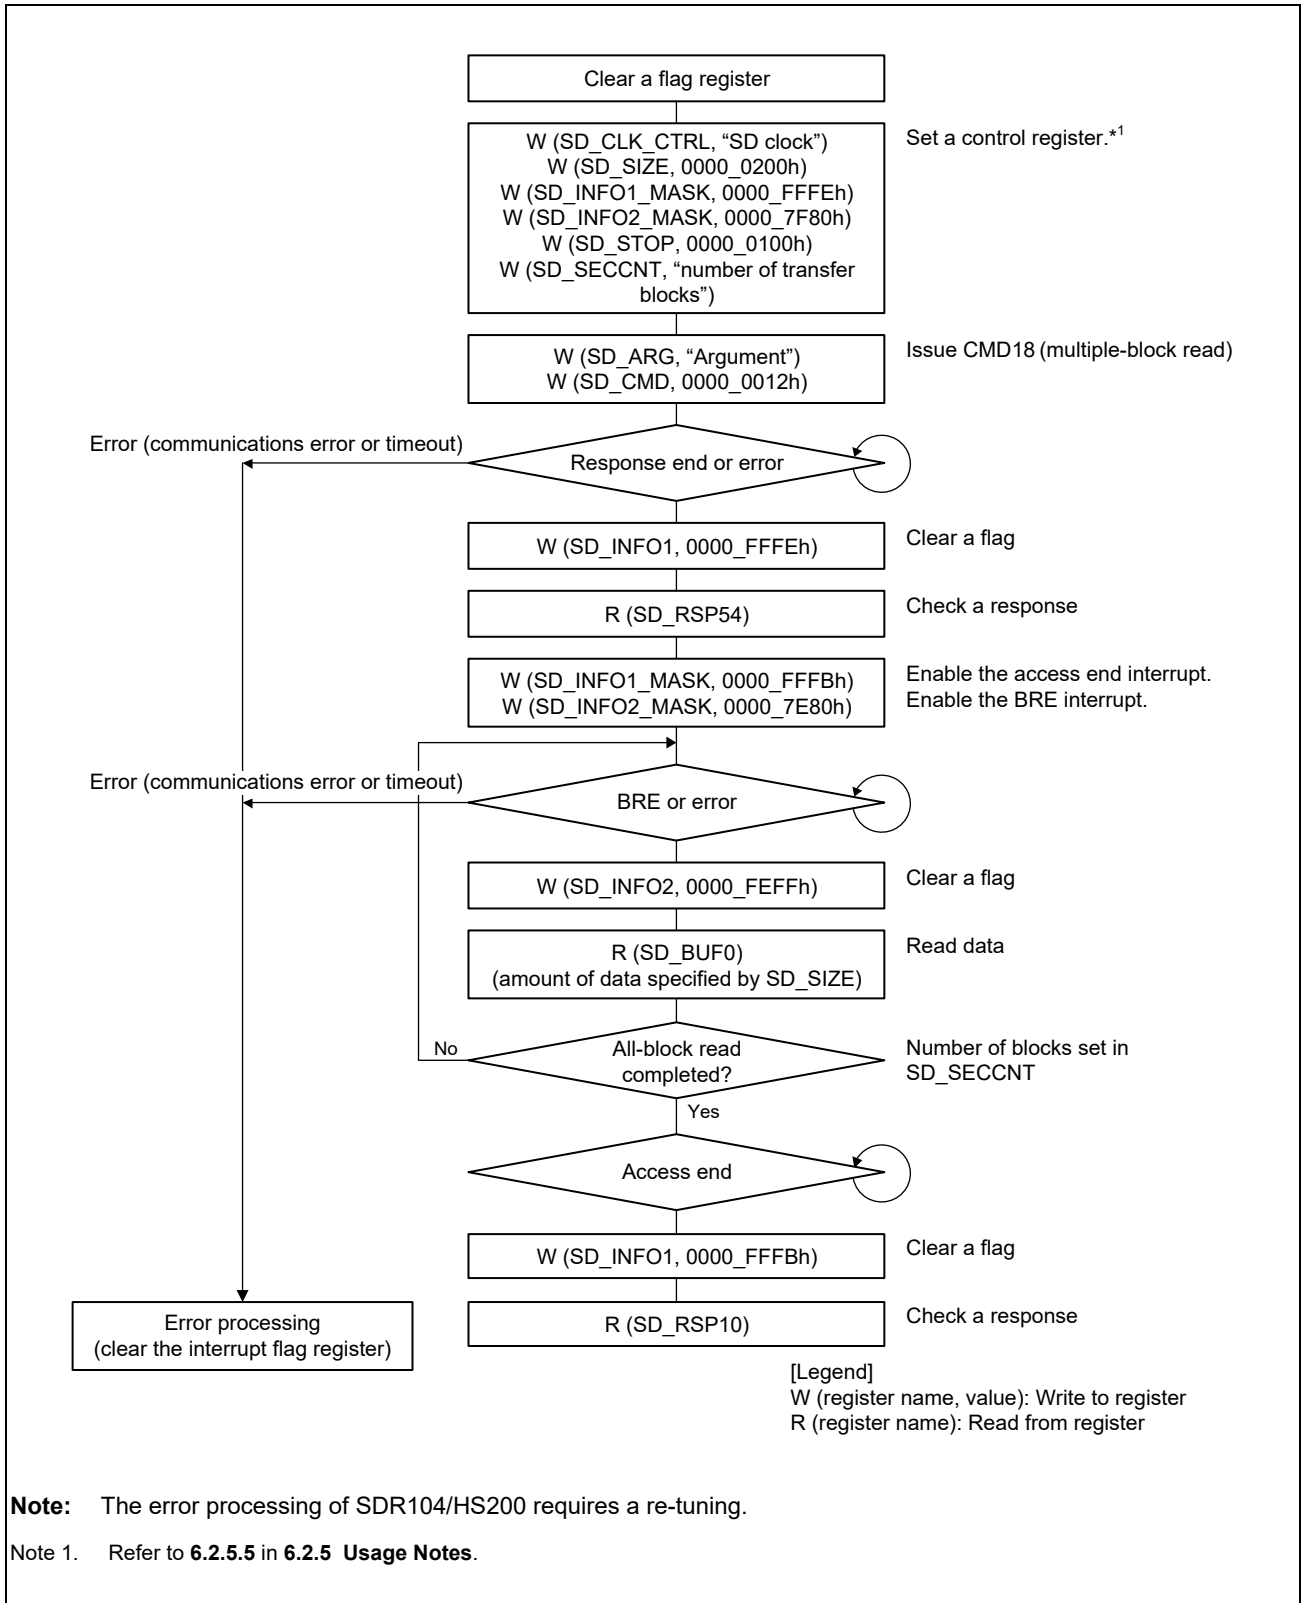 Clear a flag register
W (SD_CLK_CTRL, “SD clock”)
W (SD_SIZE, 0000_0200h)
W (SD_INFO1_MASK, 0000_FFFEh)
W (SD_INFO2_MASK, 0000_7F80h)
W (SD_STOP, 0000_0100h)
W (SD_SECCNT, “number of transfer
blocks”)
Set a control register.*1
W (SD_ARG, “Argument”)
W (SD_CMD, 0000_0012h)
Issue CMD18 (multiple-block read)
Error (communications error or timeout)
Response end or error
W (SD_INFO1, 0000_FFFEh)
Clear a flag
R (SD_RSP54)
Check a response
W (SD_INFO1_MASK, 0000_FFFBh)
W (SD_INFO2_MASK, 0000_7E80h)
Enable the access end interrupt.
Enable the BRE interrupt.
Error (communications error or timeout)
BRE or error
W (SD_INFO2, 0000_FEFFh)
Clear a flag
R (SD_BUF0)
(amount of data specified by SD_SIZE)
Read data
No
All-block read
completed?
Number of blocks set in
SD_SECCNT
Yes
Access end
W (SD_INFO1, 0000_FFFBh)
Clear a flag
Error processing
(clear the interrupt flag register)
R (SD_RSP10)
Check a response
[Legend]
W (register name, value): Write to register
R (register name): Read from register
Note: The error processing of SDR104/HS200 requires a re-tuning.
Note 1. Refer to 6.2.5.5 in 6.2.5 Usage Notes.